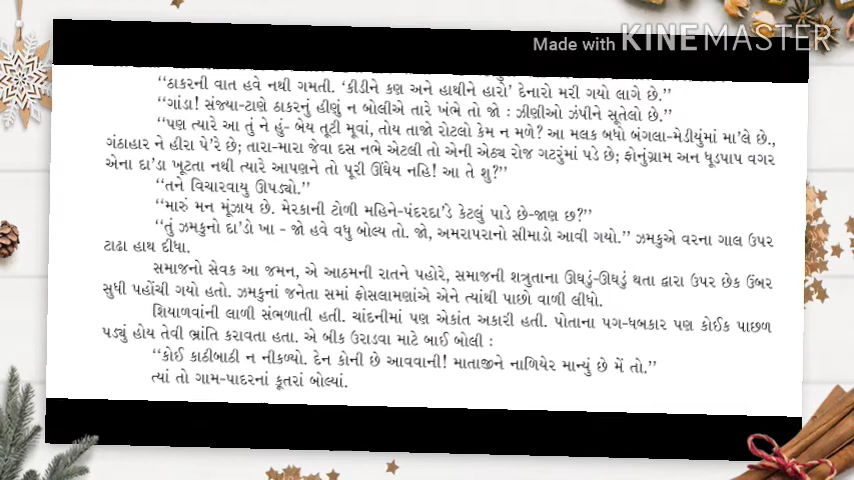 Made with KINEMASTER
“ઠાકરની વાત હવે નથી ગમતી. ‘કીડીને કણ અને હાથીને હારો’ દેનારો મરી ગયો લાગે છે.”
“ગાંડા! સંજ્યા-ટાણે ઠાકરનું હીણું ન બોલીએ તારે ખંભે તો જો : ઝીણીઓ ઝંપીને સૂતેલો છે.”
“પણ ત્યારે આ તું ને હું- બેય તૂટી મૂવાં, તોય તાજો રોટલો કેમ ન મળે? આ મલક બધો બંગલા-મેડીયુંમાં મા’લે છે.,
ગંઠાહાર ને હીરા પે’રે છે; તારા-મારા જેવા દસ નભે એટલી તો એની એઠ્ય રોજ ગટરુંમાં પડે છે; ફોનુંગ્રામ અન ધૂડપાપ વગર
એના દા’ડા ખૂટતા નથી ત્યારે આપણને તો પૂરી ઊંઘેય નહિ! આ તે શુ?”
“તને વિચારવાયુ ઊપડ્યો.”
“મારું મન મૂંઝાય છે. મેરકાની ટોળી મહિને-પંદરદા’ડે કેટલું પાડે છે-જાણ છ?”
“તું ઝમકુનો દા’ડો ખા - જો હવે વધુ બોલ્ય તો. જો, અમરાપરાનો સીમાડો આવી ગયો.” ઝમકુએ વરના ગાલ ઉપર
ટાઢા હાથ દીધા.
સમાજનો સેવક આ જમન, એ આઠમની રાતને પહોરે, સમાજની શત્રુતાના ઊઘડું-ઊઘડું થતા દ્વારા ઉપર છેક ઉંબર
સુધી પહોંચી ગયો હતો. ઝમકુનાં જનેતા સમાં ફોસલામણાંએ એને ત્યાંથી પાછો વાળી લીધો.
શિયાળવાંની લાળી સંભળાતી હતી. ચાંદનીમાં પણ એકાંત અકારી હતી. પોતાના પગ-ધબકાર પણ કોઈક પાછળ
પડ્યું હોય તેવી ભ્રાંતિ કરાવતા હતા. એ બીક ઉરાડવા માટે બાઈ બોલી :
“કોઈ કાઠીબાઠી ન નીકળ્યો. દેન કોની છે આવવાની! માતાજીને નાળિયેર માન્યું છે મેં તો.”
ત્યાં તો ગામ-પાદરનાં કૂતરાં બોલ્યાં.